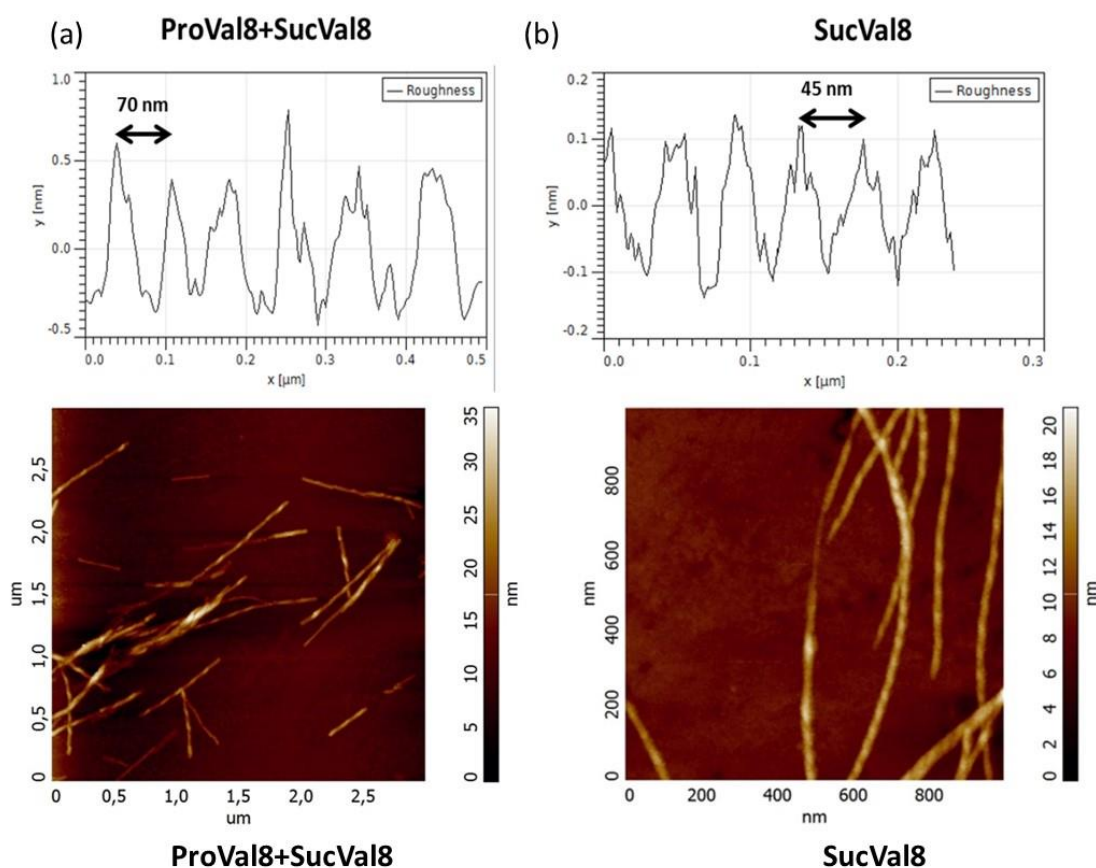 (a) ProVal8+SucVal8
1.0
0.5
0.0
-0.5
y [nm]
70 nm
Roughness
0.0 0.1 0.2 0.3 0.4 0.5
x [µm]
(b) SucVal8
0.2
0.1
0.0
-0.1
-0.2
y [nm]
45 nm
Roughness
0.0 0.1 0.2 0.3
x [µm]
2,5
2,0
1,5
1,0
0,5
0
um
0 0,5 1,0 1,5 2,0 2,5
um
35
30
25
20
15
10
5
0
nm
ProVal8+SucVal8
800
600
400
200
0
nm
0 200 400 600 800
nm
20
18
16
14
12
10
8
6
4
2
0
nm
SucVal8